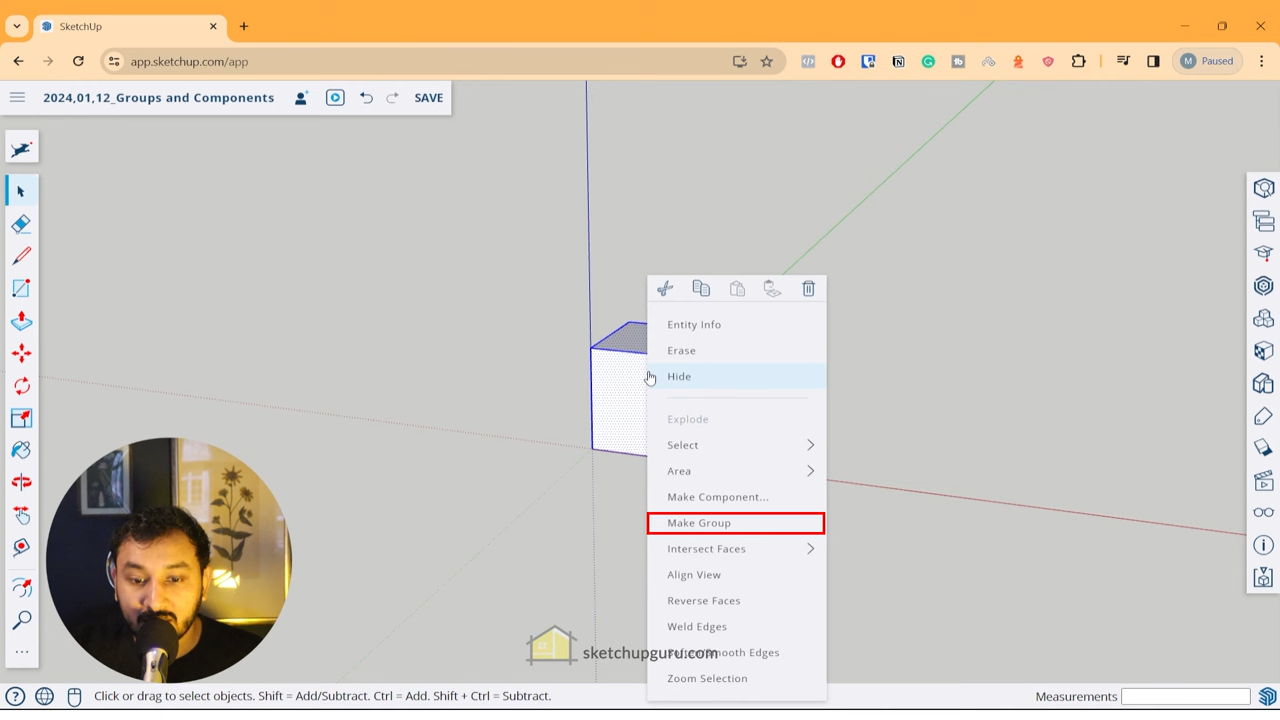 SketchUp
app.sketchup.com/app
M Paused
2024,01,12_Groups and Components
SAVE
Entity Info
Erase
Hide
Explode
Select
Area
Make Component...
Make Group
Intersect Faces
Align View
Reverse Faces
Weld Edges
Smooth Edges
sketchupguru.com
Zoom Selection
Click or drag to select objects. Shift = Add/Subtract. Ctrl = Add. Shift + Ctrl = Subtract.
Measurements